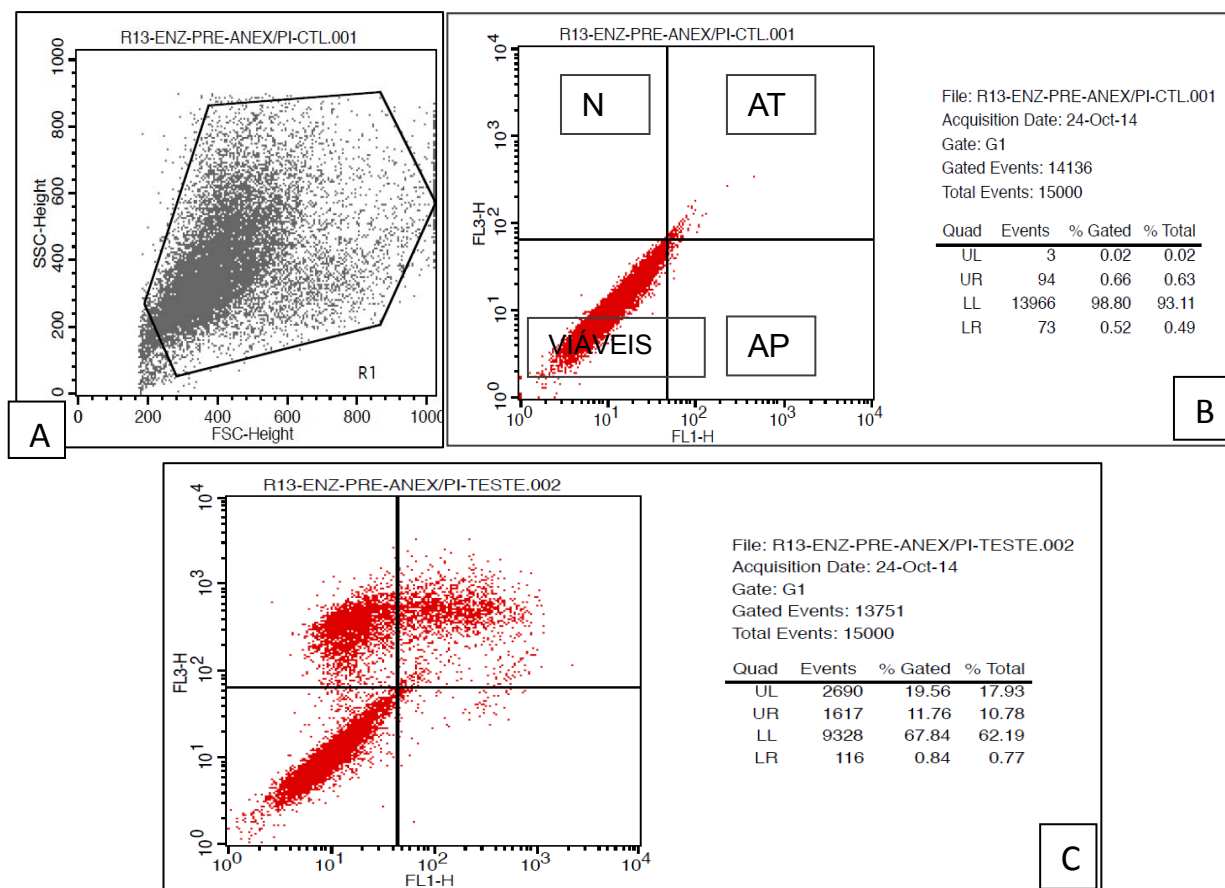 R13-ENZ-PRE-ANEX/PI-CTL.001
SSC-Height
1000
800
600
400
200
0
R1
0 200 400 600 800 1000
FSC-Height
A
R13-ENZ-PRE-ANEX/PI-CTL.001
FL3-H
10^4
10^3
10^2
10^1
10^0
N
AT
VIÁVEIS
AP
10^0 10^1 10^2 10^3 10^4
FL1-H
File: R13-ENZ-PRE-ANEX/PI-CTL.001
Acquisition Date: 24-Oct-14
Gate: G1
Gated Events: 14136
Total Events: 15000
Quad Events % Gated % Total
UL 3 0.02 0.02
UR 94 0.66 0.63
LL 13966 98.80 93.11
LR 73 0.52 0.49
B
R13-ENZ-PRE-ANEX/PI-TESTE.002
FL3-H
10^4
10^3
10^2
10^1
10^0
10^0 10^1 10^2 10^3 10^4
FL1-H
File: R13-ENZ-PRE-ANEX/PI-TESTE.002
Acquisition Date: 24-Oct-14
Gate: G1
Gated Events: 13751
Total Events: 15000
Quad Events % Gated % Total
UL 2690 19.56 17.93
UR 1617 11.76 10.78
LL 9328 67.84 62.19
LR 116 0.84 0.77
C